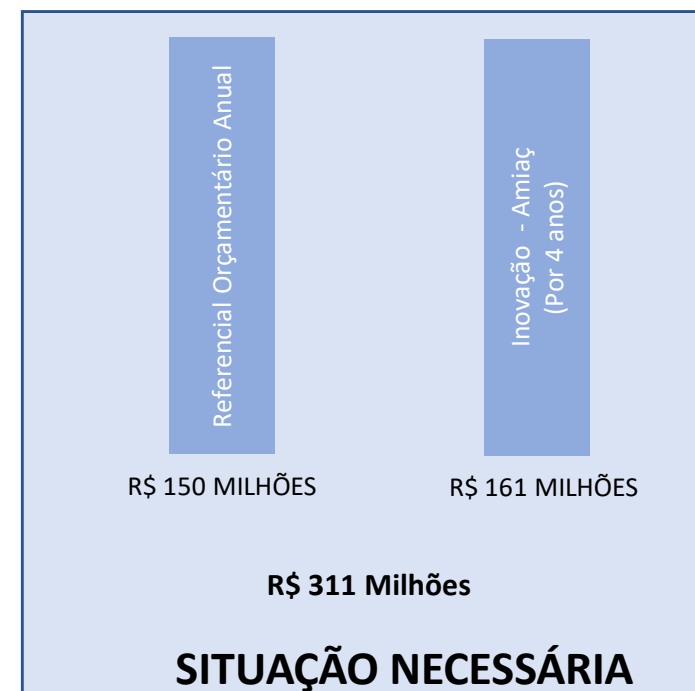 Referencial Orçamentário Anual
Inovação - Amiaç
(Por 4 anos)
R$ 150 MILHÕES
R$ 161 MILHÕES
R$ 311 Milhões
SITUAÇÃO NECESSÁRIA